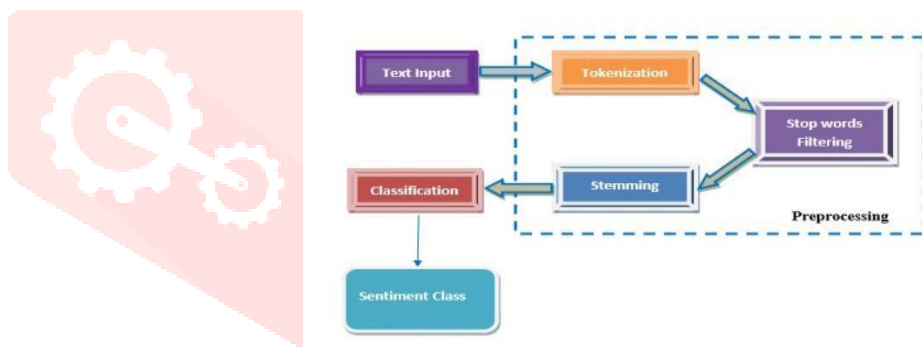 Text Input
Tokenization
Stop words
Filtering
Classification
Stemming
Preprocessing
Sentiment Class